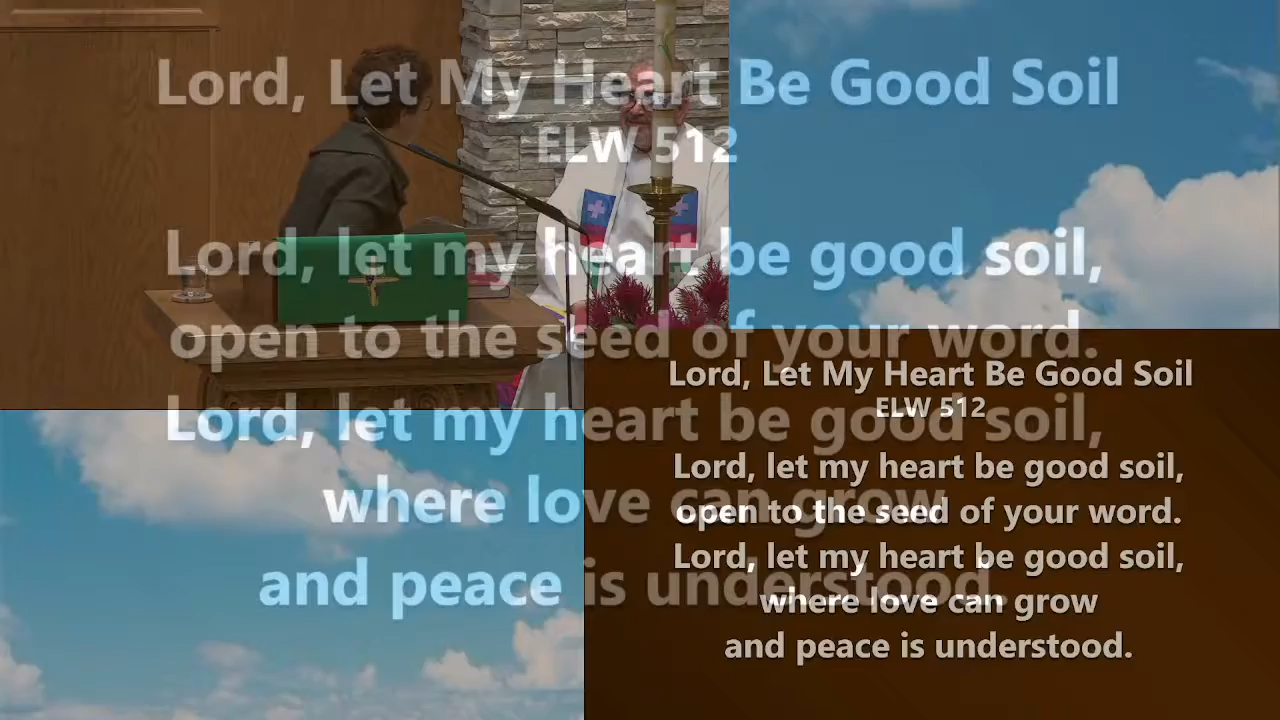 Lord, Let My Heart Be Good Soil
ELW 512
Lord, let my heart be good soil,
open to the seed of your word.
Lord, let my heart be good soil,
where love can grow
and peace is understood.
Lord, Let My Heart Be Good Soil
ELW 512
Lord, let my heart be good soil,
open to the seed of your word.
Lord, let my heart be good soil,
where love can grow
and peace is understood.